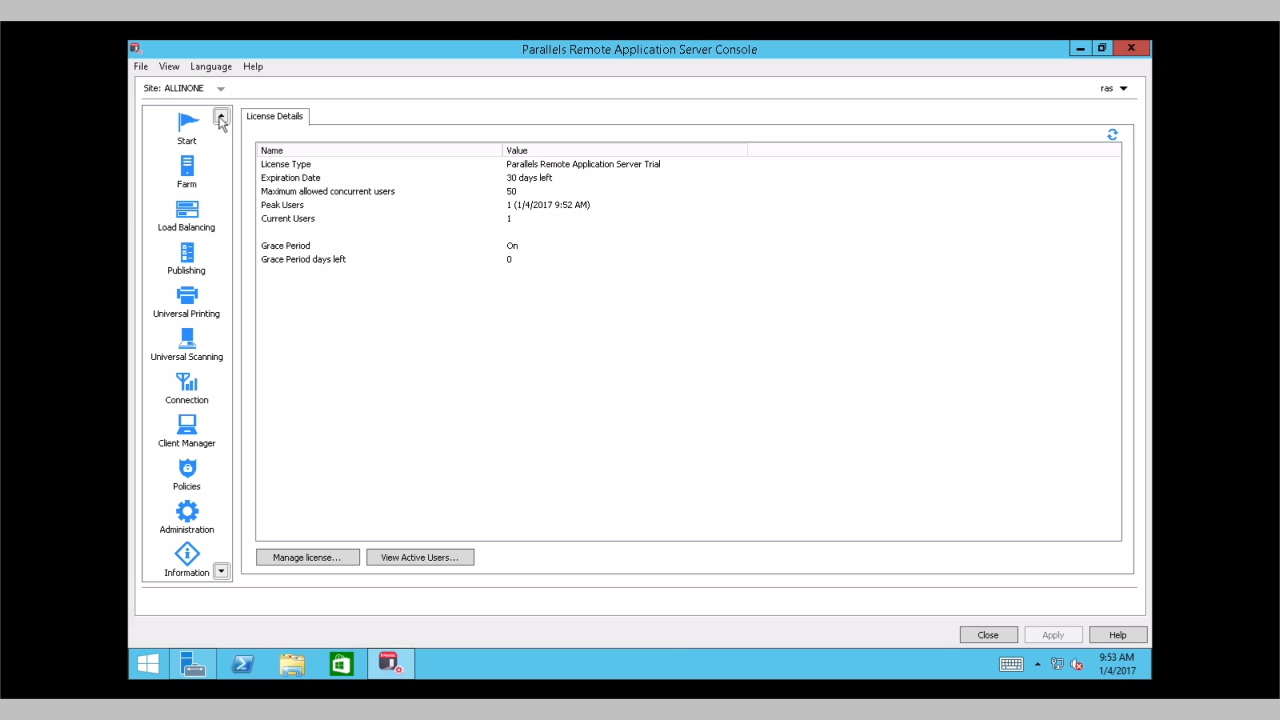 Parallels Remote Application Server Console
File View Language Help
Site: ALLINONE
ras
Start
Farm
Load Balancing
Publishing
Universal Printing
Universal Scanning
Connection
Client Manager
Policies
Administration
Information
License Details
Name Value
License Type Parallels Remote Application Server Trial
Expiration Date 30 days left
Maximum allowed concurrent users 50
Peak Users 1 (1/4/2017 9:52 AM)
Current Users 1
Grace Period On
Grace Period days left 0
Manage license... View Active Users...
Close Apply Help
9:53 AM
1/4/2017